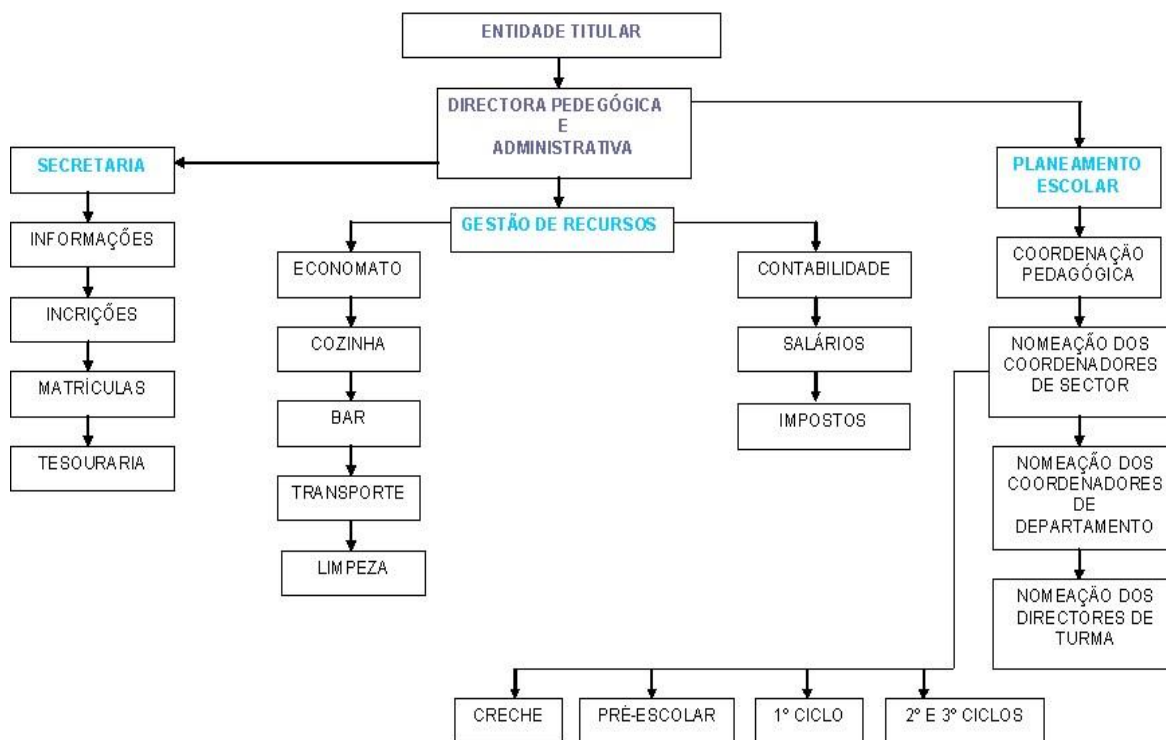 ENTIDADE TITULAR
DIRECTORA PEDEGÓGICA
E
ADMINISTRATIVA
SECRETARIA
INFORMAÇÕES
INCRIÇÕES
MATRÍCULAS
TESOURARIA
GESTÃO DE RECURSOS
ECONOMATO
COZINHA
BAR
TRANSPORTE
LIMPEZA
CONTABILIDADE
SALÁRIOS
IMPOSTOS
PLANEAMENTO
ESCOLAR
COORDENAÇÃO
PEDAGÓGICA
NOMEAÇÃO DOS
COORDENADORES
DE SECTOR
NOMEAÇÃO DOS
COORDENADORES
DE
DEPARTAMENTO
NOMEAÇÃO DOS
DIRECTORES DE
TURMA
CRECHE
PRÉ-ESCOLAR
1º CICLO
2º E 3º CICLOS